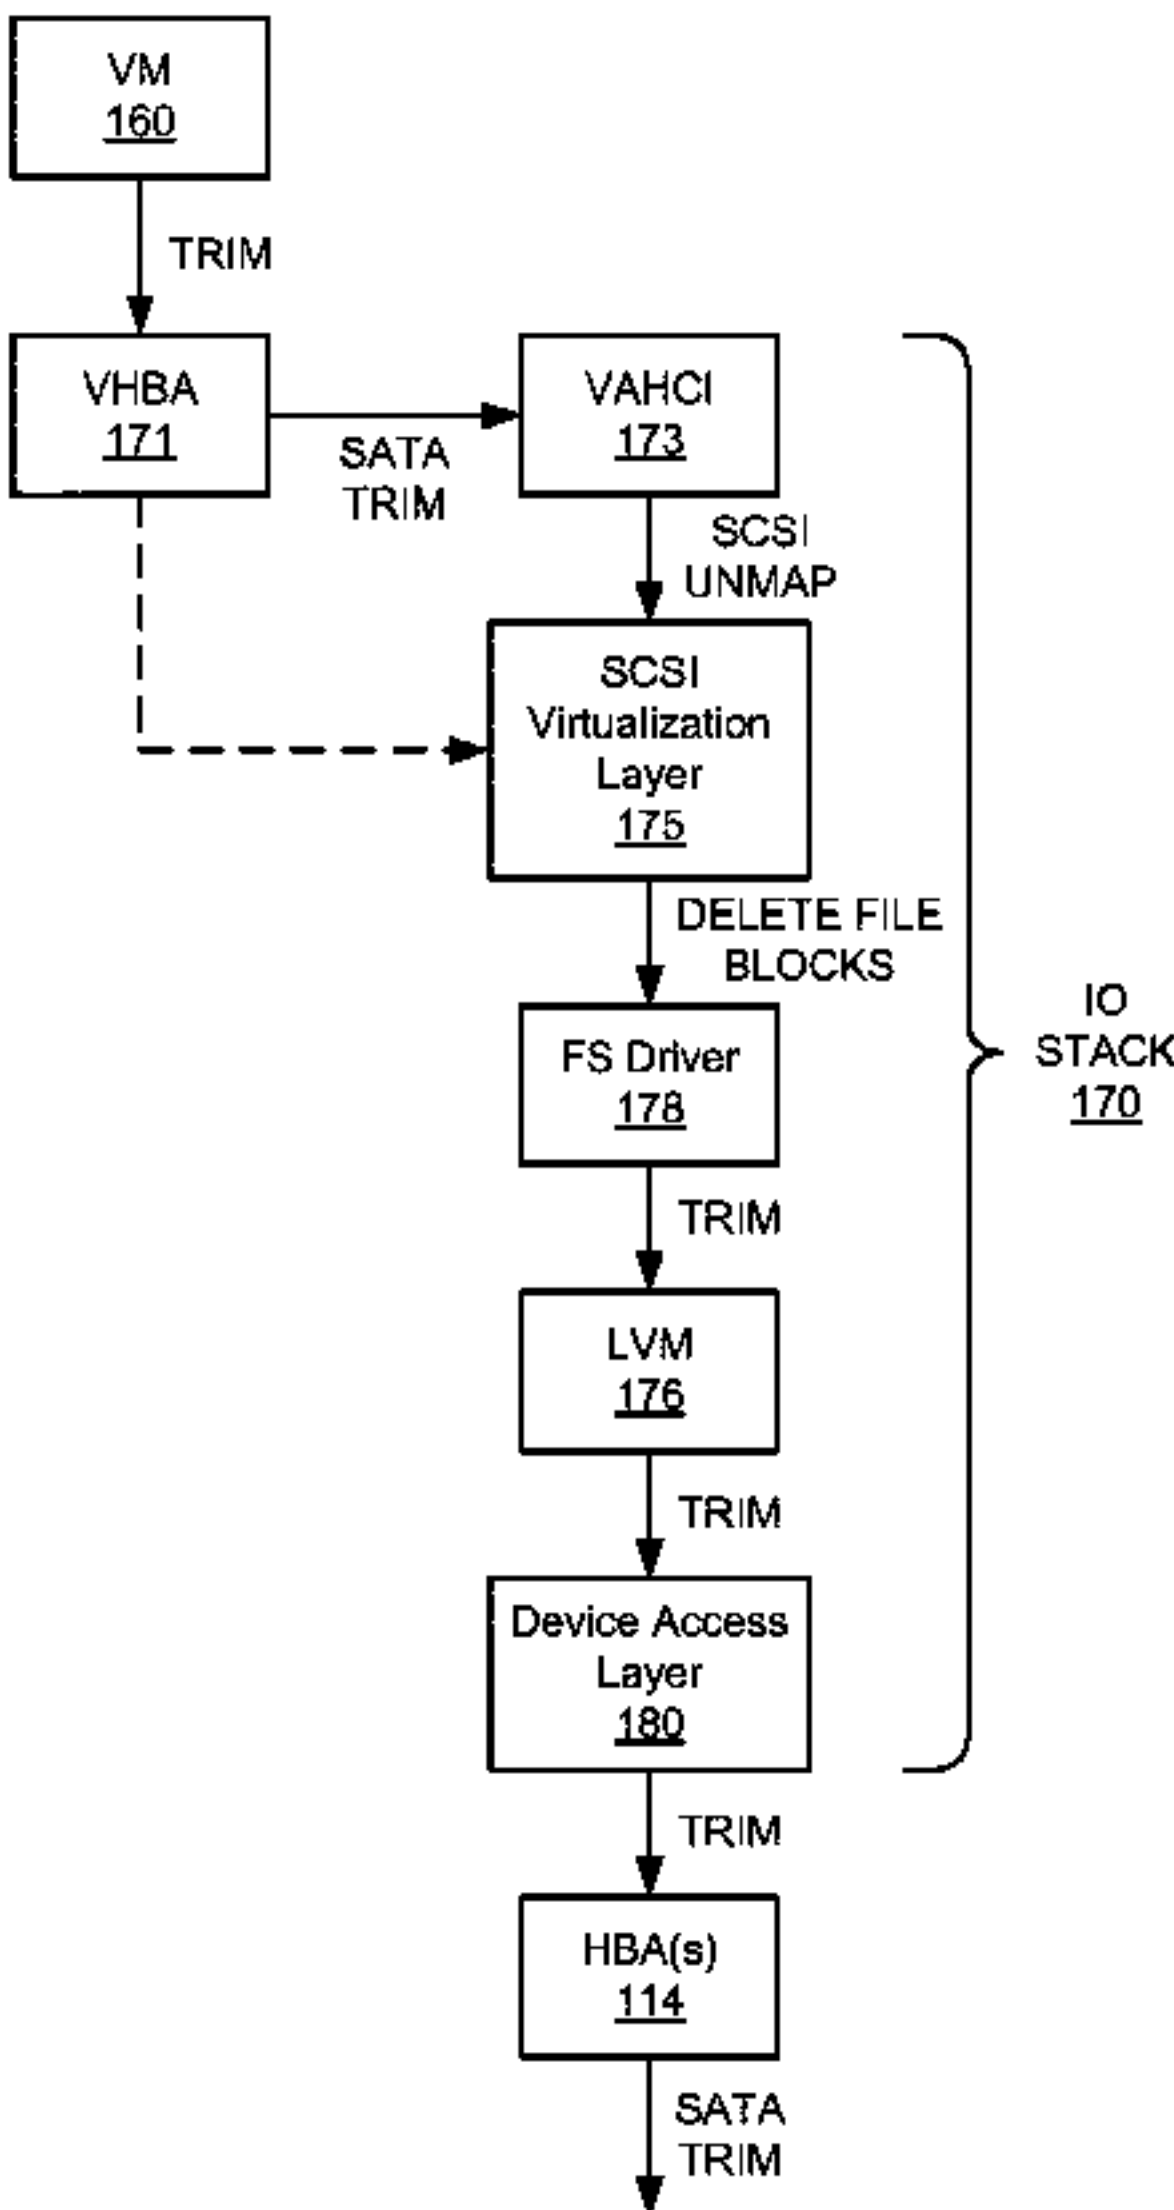 VM
160
TRIM
VHBA
171
SATA
TRIM
VAHCI
173
SCSI
UNMAP
SCSI
Virtualization
Layer
175
DELETE FILE
BLOCKS
FS Driver
178
IO
STACK
170
TRIM
LVM
176
TRIM
Device Access
Layer
180
TRIM
HBA(s)
114
SATA
TRIM